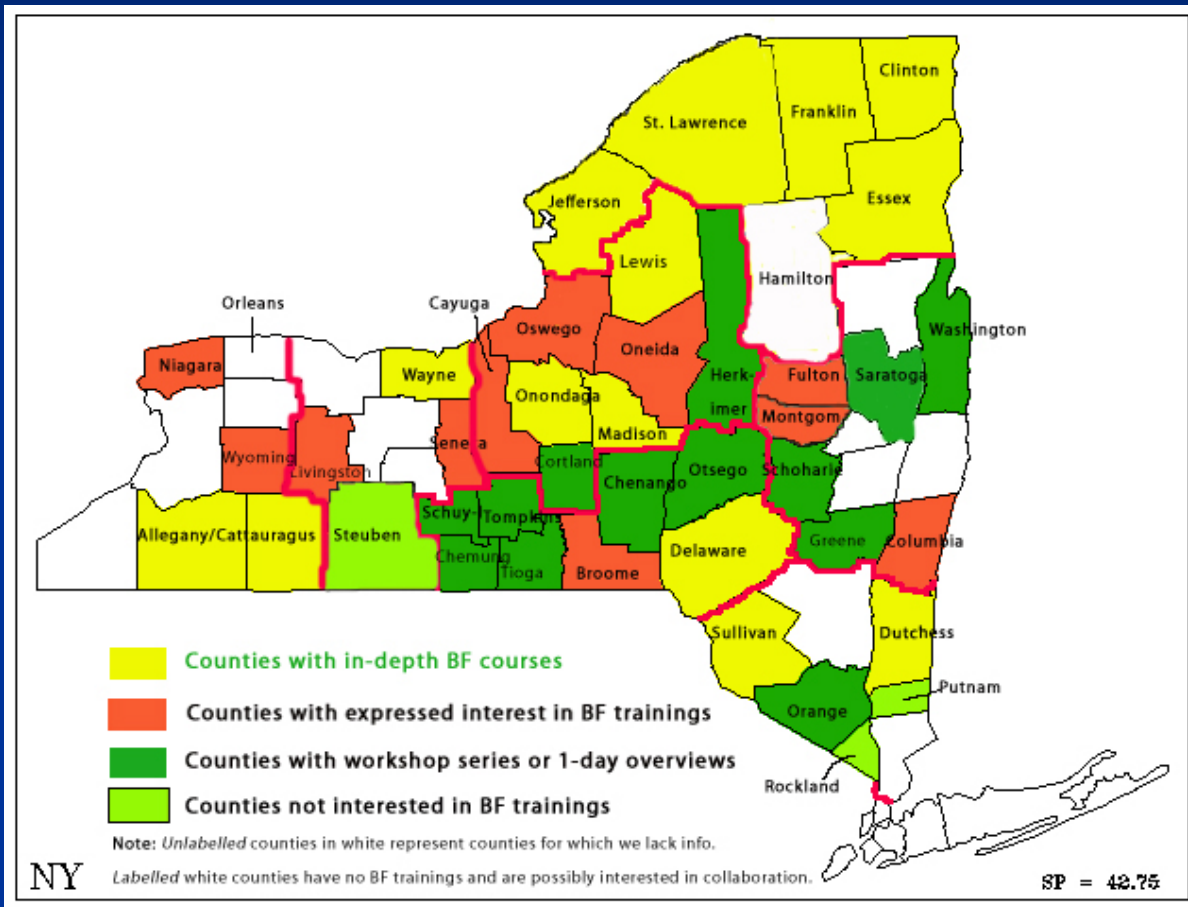 Clinton
Franklin
St. Lawrence
Essex
Jefferson
Lewis
Hamilton
Orleans
Cayuga
Oswego
Washington
Oneida
Niagara
Wayne
Herk-
Fulton
Saratoga
Onondaga
imer
Montgom
Madison
Seneca
Wyoming
Livingston
Cortland
Otsego
Schoharie
Chenango
Schuy-l
Tompkins
Allegany/Cattauragus
Steuben
Greene
Columbia
Delaware
Chemung
Tioga
Broome
Sullivan
Dutchess
Counties with in-depth BF courses
Putnam
Counties with expressed interest in BF trainings
Orange
Counties with workshop series or 1-day overviews
Rockland
Counties not interested in BF trainings
Note: Unlabelled counties in white represent counties for which we lack info.
NY
Labelled white counties have no BF trainings and are possibly interested in collaboration.
SP = 42.75